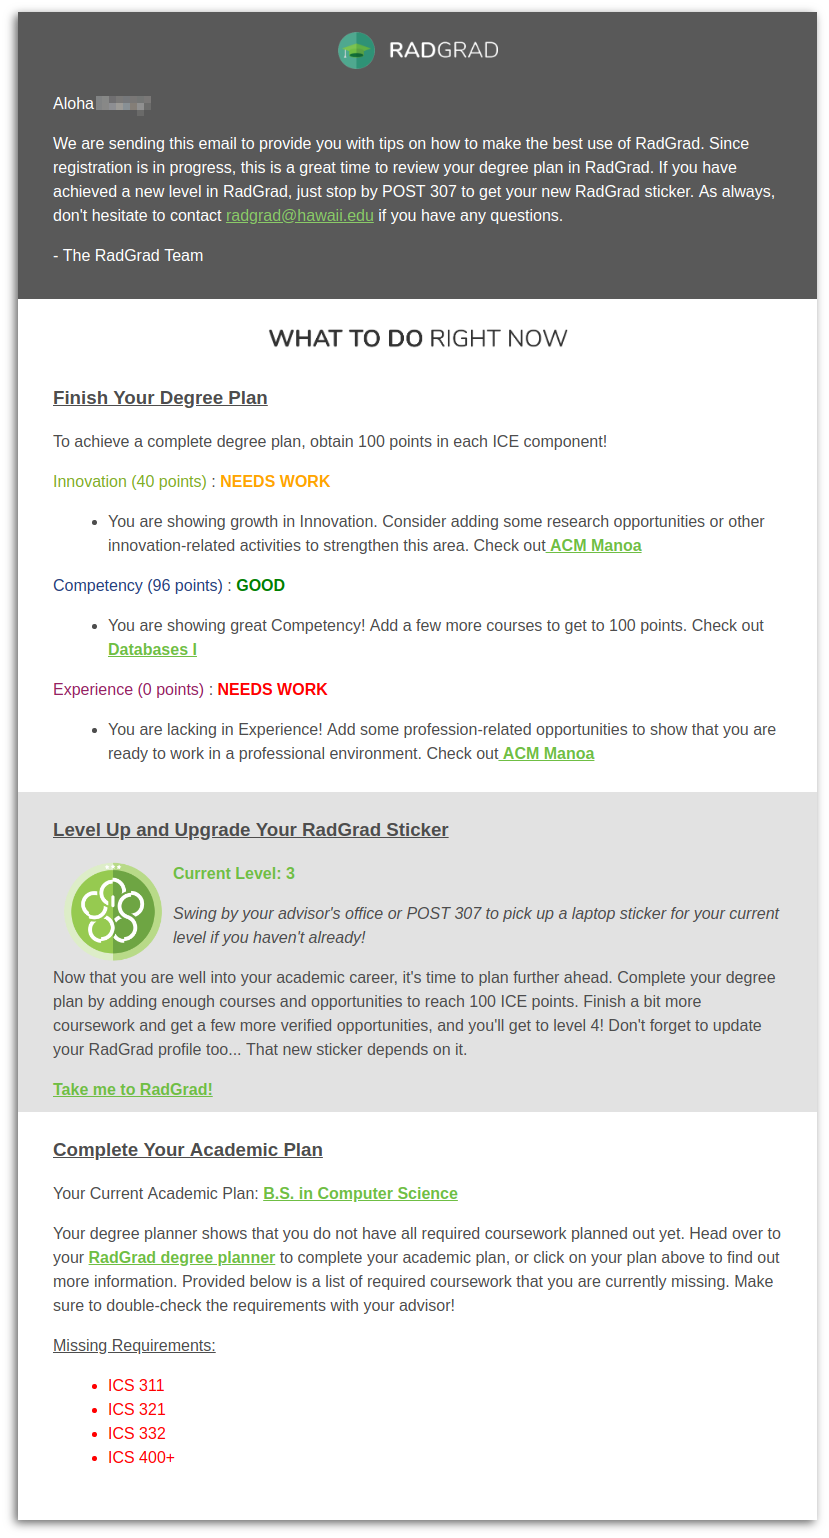 RADGRAD
Aloha
We are sending this email to provide you with tips on how to make the best use of RadGrad. Since
registration is in progress, this is a great time to review your degree plan in RadGrad. If you have
achieved a new level in RadGrad, just stop by POST 307 to get your new RadGrad sticker. As always,
don't hesitate to contact radgrad@hawaii.edu if you have any questions.
- The RadGrad Team
WHAT TO DO RIGHT NOW
Finish Your Degree Plan
To achieve a complete degree plan, obtain 100 points in each ICE component!
Innovation (40 points) : NEEDS WORK
• You are showing growth in Innovation. Consider adding some research opportunities or other
innovation-related activities to strengthen this area. Check out ACM Manoa
Competency (96 points) : GOOD
• You are showing great Competency! Add a few more courses to get to 100 points. Check out
Databases I
Experience (0 points) : NEEDS WORK
• You are lacking in Experience! Add some profession-related opportunities to show that you are
ready to work in a professional environment. Check out ACM Manoa
Level Up and Upgrade Your RadGrad Sticker
Current Level: 3
Swing by your advisor's office or POST 307 to pick up a laptop sticker for your current
level if you haven't already!
Now that you are well into your academic career, it's time to plan further ahead. Complete your degree
plan by adding enough courses and opportunities to reach 100 ICE points. Finish a bit more
coursework and get a few more verified opportunities, and you'll get to level 4! Don't forget to update
your RadGrad profile too... That new sticker depends on it.
Take me to RadGrad!
Complete Your Academic Plan
Your Current Academic Plan: B.S. in Computer Science
Your degree planner shows that you do not have all required coursework planned out yet. Head over to
your RadGrad degree planner to complete your academic plan, or click on your plan above to find out
more information. Provided below is a list of required coursework that you are currently missing. Make
sure to double-check the requirements with your advisor!
Missing Requirements:
• ICS 311
• ICS 321
• ICS 332
• ICS 400+